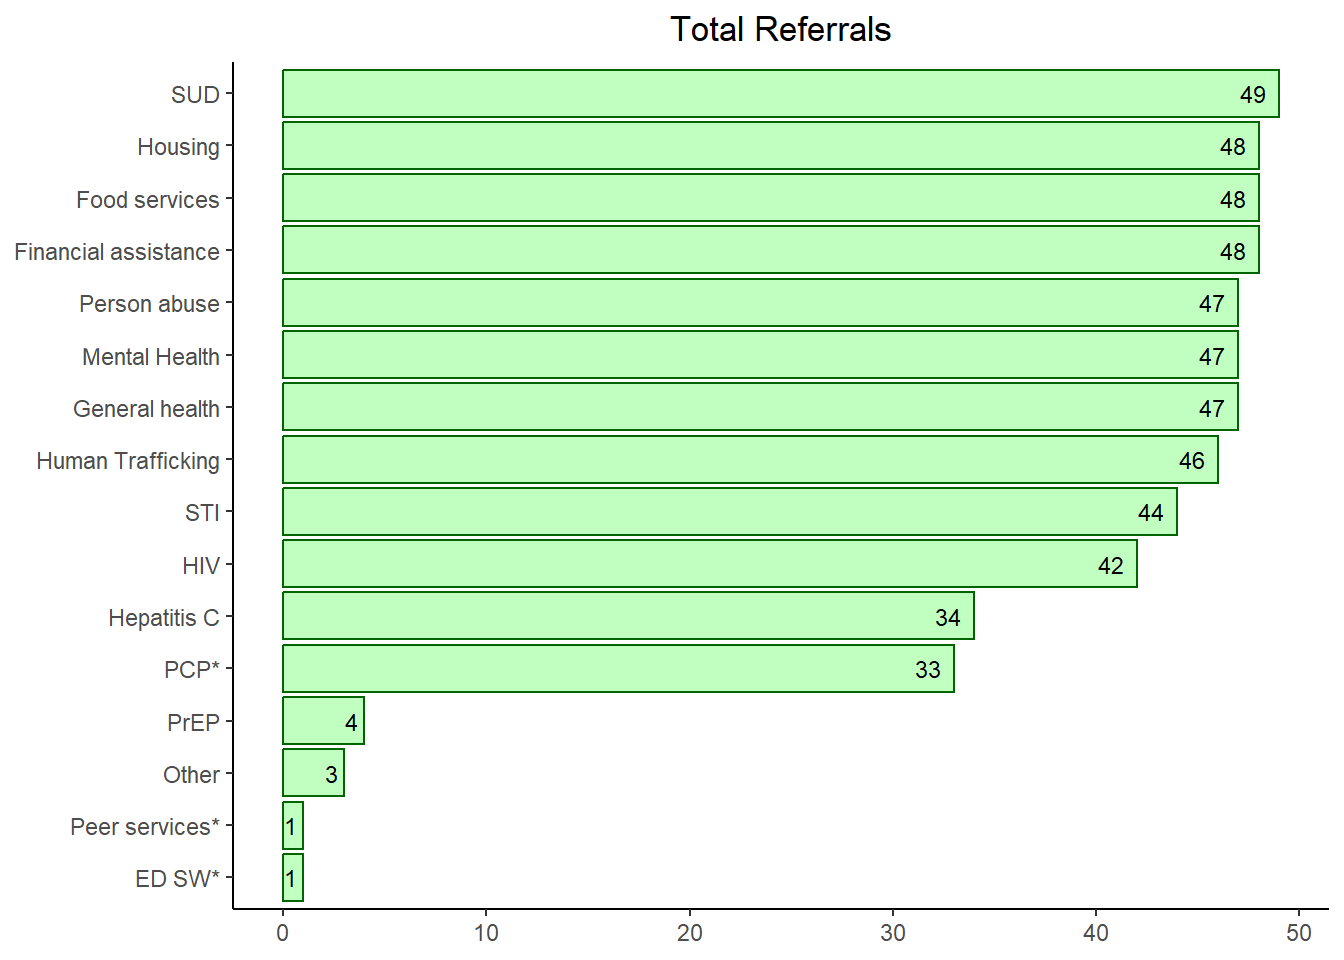 Total Referrals
SUD 49
Housing 48
Food services 48
Financial assistance 48
Person abuse 47
Mental Health 47
General health 47
Human Trafficking 46
STI 44
HIV 42
Hepatitis C 34
PCP* 33
PrEP 4
Other 3
Peer services* 1
ED SW* 1
0 10 20 30 40 50